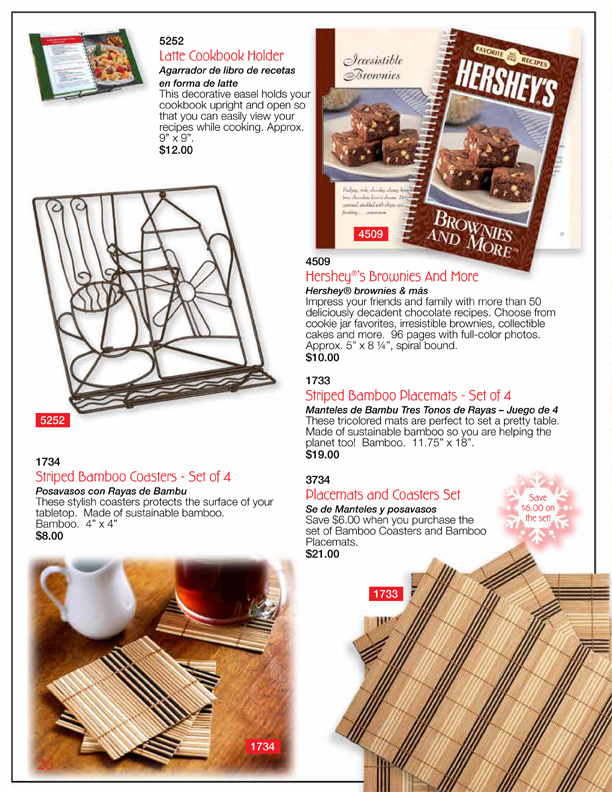 5252
Latte Cookbook Holder
Agarrador de libro de recetas
en forma de latte
This decorative easel holds your
cookbook upright and open so
that you can easily view your
recipes while cooking. Approx.
9" x 9".
$12.00
5252
Irresistible
Brownies
FAVORITE
RECIPES
HERSHEY'S
BROWNIES
AND MORE™
4509
4509
Hershey®'s Brownies And More
Hershey® brownies & más
Impress your friends and family with more than 50
deliciously decadent chocolate recipes. Choose from
cookie jar favorites, irresistible brownies, collectible
cakes and more.  96 pages with full-color photos.
Approx. 5" x 8 ¼", spiral bound.
$10.00
1733
Striped Bamboo Placemats - Set of 4
Manteles de Bambu Tres Tonos de Rayas – Juego de 4
These tricolored mats are perfect to set a pretty table.
Made of sustainable bamboo so you are helping the
planet too!  Bamboo.  11.75" x 18".
$19.00
1734
Striped Bamboo Coasters - Set of 4
Posavasos con Rayas de Bambu
These stylish coasters protects the surface of your
tabletop.  Made of sustainable bamboo.
Bamboo.  4" x 4"
$8.00
3734
Placemats and Coasters Set
Se de Manteles y posavasos
Save $6.00 when you purchase the
set of Bamboo Coasters and Bamboo
Placemats.
$21.00
Save
$6.00 on
the set!
1733
1734
26